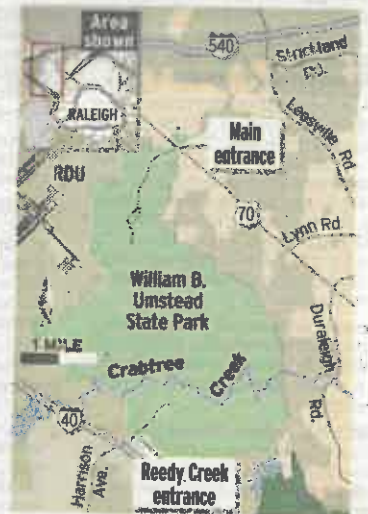 Area
shown
RALEIGH
540
Strickland
Rd.
Leesville Rd.
Main
entrance
RDU
70
Lynn Rd.
William B.
Umstead
State Park
Duraleigh
Rd.
1 MILE
Crabtree
Creek
40
Harrison
Ave.
Reedy Creek
entrance